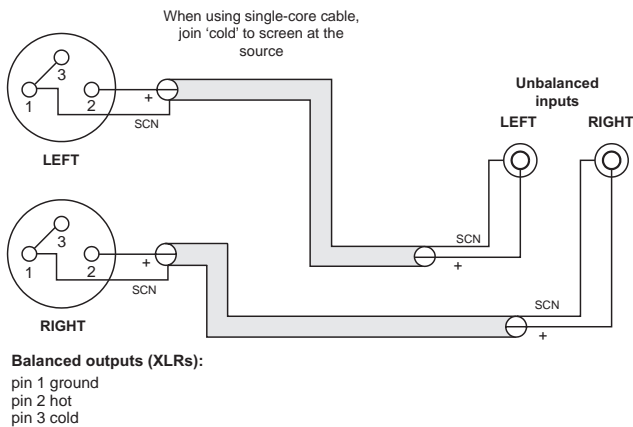 When using single-core cable,
join ‘cold’ to screen at the
source
3
1
2
+
SCN
LEFT
Unbalanced
inputs
LEFT
RIGHT
SCN
+
3
1
2
+
SCN
RIGHT
SCN
+
Balanced outputs (XLRs):
pin 1 ground
pin 2 hot
pin 3 cold